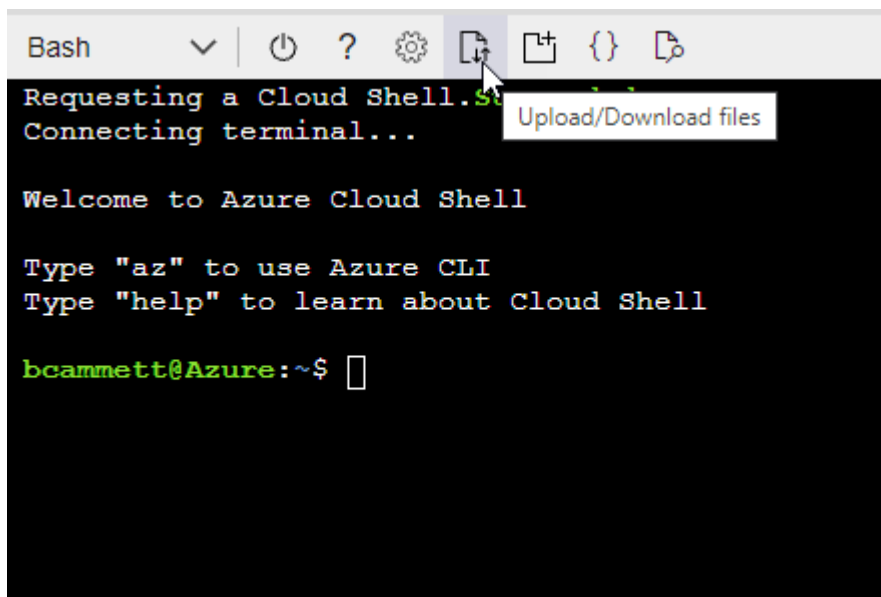 Bash
Requesting a Cloud Shell.
Upload/Download files
Connecting terminal...
Welcome to Azure Cloud Shell
Type "az" to use Azure CLI
Type "help" to learn about Cloud Shell
bcammett@Azure:~$